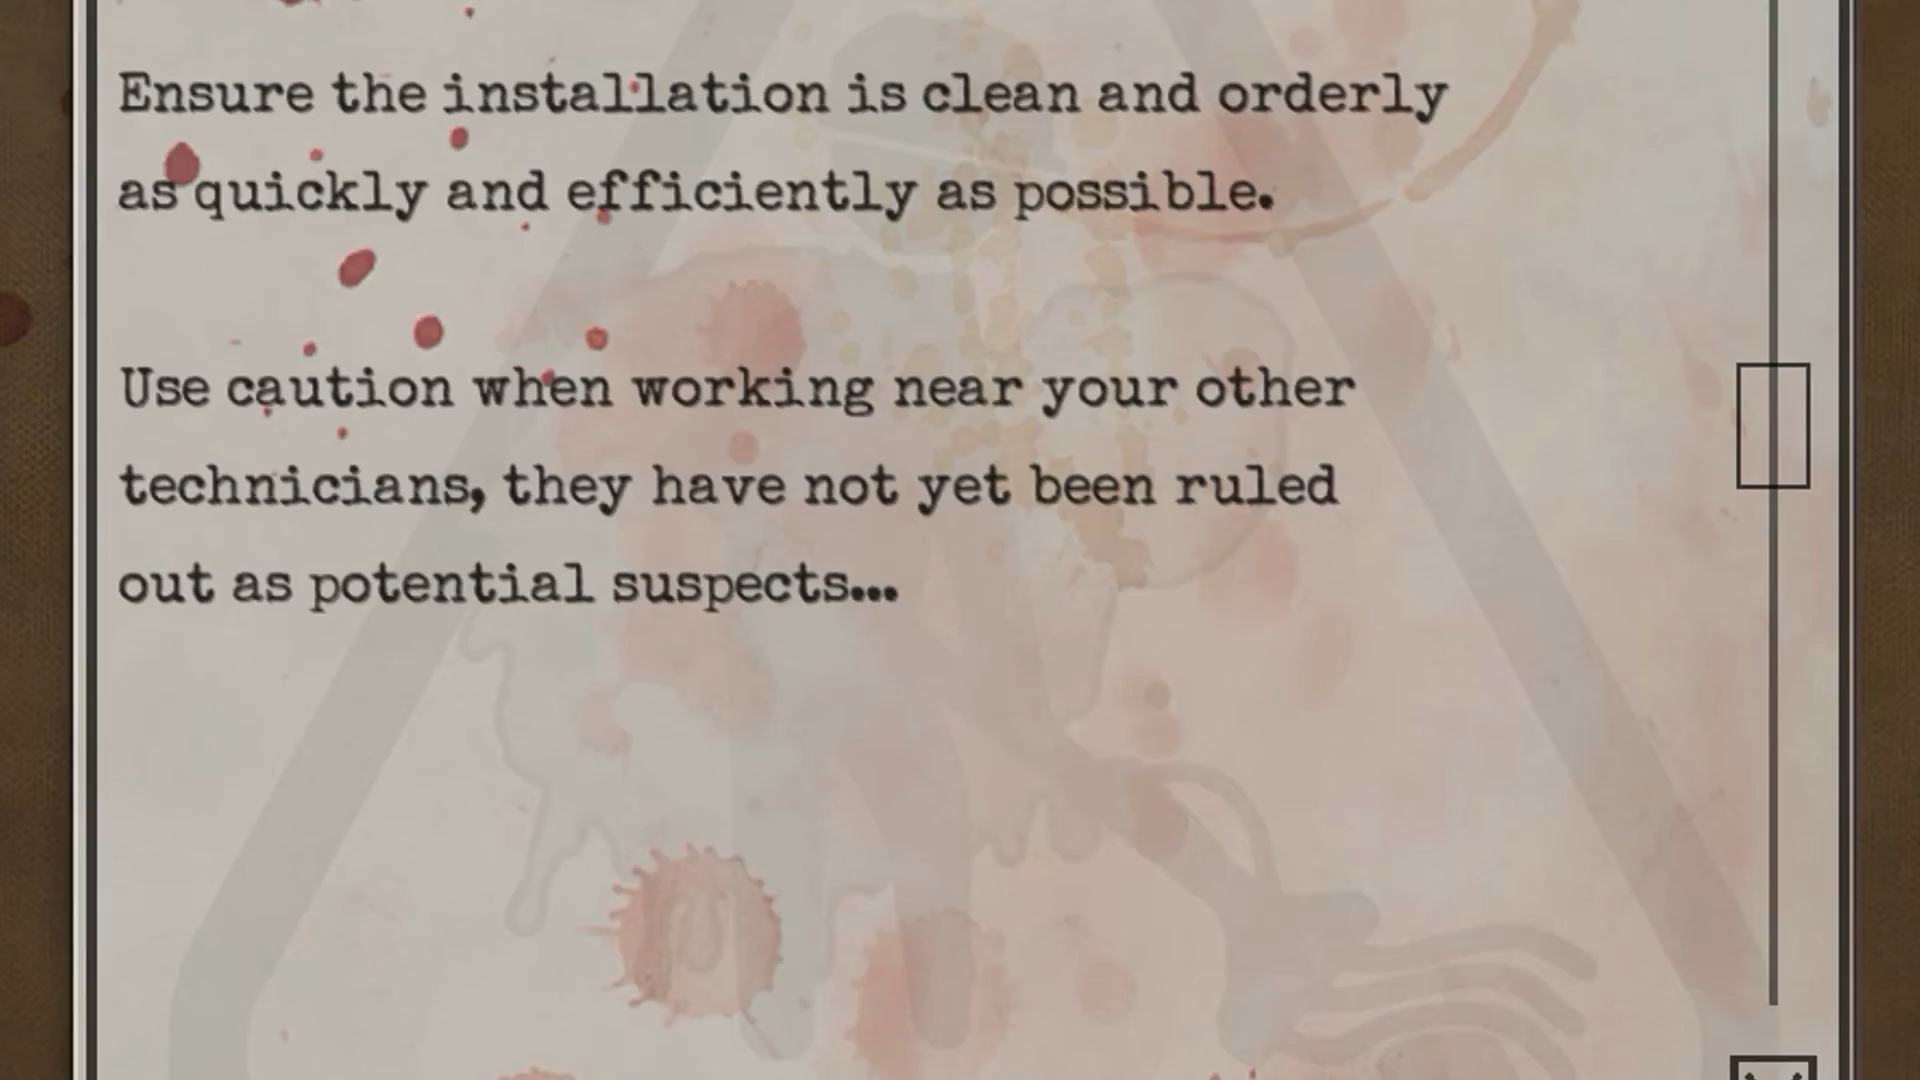 Ensure the installation is clean and orderly
as quickly and efficiently as possible.
Use caution when working near your other
technicians, they have not yet been ruled
out as potential suspects...